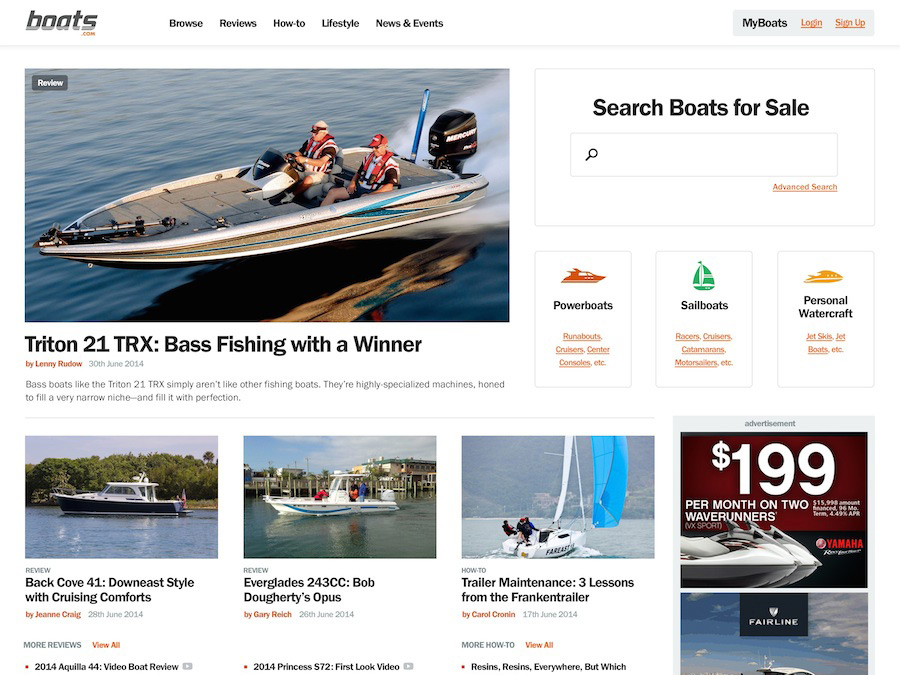 boats
.COM
Browse Reviews How-to Lifestyle News & Events
MyBoats Login Sign Up
Review
MERCURY
Triton 21 TRX: Bass Fishing with a Winner
by Lenny Rudow 30th June 2014
Bass boats like the Triton 21 TRX simply aren't like other fishing boats. They're highly-specialized machines, honed
to fill a very narrow niche—and fill it with perfection.
Search Boats for Sale
Advanced Search
Powerboats
Runabouts,
Cruisers, Center
Consoles, etc.
Sailboats
Racers, Cruisers,
Catamarans,
Motorsailers, etc.
Personal
Watercraft
Jet Skis, Jet
Boats, etc.
REVIEW
Back Cove 41: Downeast Style
with Cruising Comforts
by Jeanne Craig 28th June 2014
REVIEW
Everglades 243CC: Bob
Dougherty's Opus
by Gary Reich 26th June 2014
FAREAST
HOW-TO
Trailer Maintenance: 3 Lessons
from the Frankentrailer
by Carol Cronin 17th June 2014
MORE REVIEWS View All
2014 Aquilla 44: Video Boat Review
2014 Princess S72: First Look Video
MORE HOW-TO View All
Resins, Resins, Everywhere, But Which
advertisement
$199
PER MONTH ON TWO
WAVERUNNERS
(VX SPORT)
$15,998 amount
financed, 96 Mo.
Term, 4.49% APR
YAMAHA
FAIRLINE